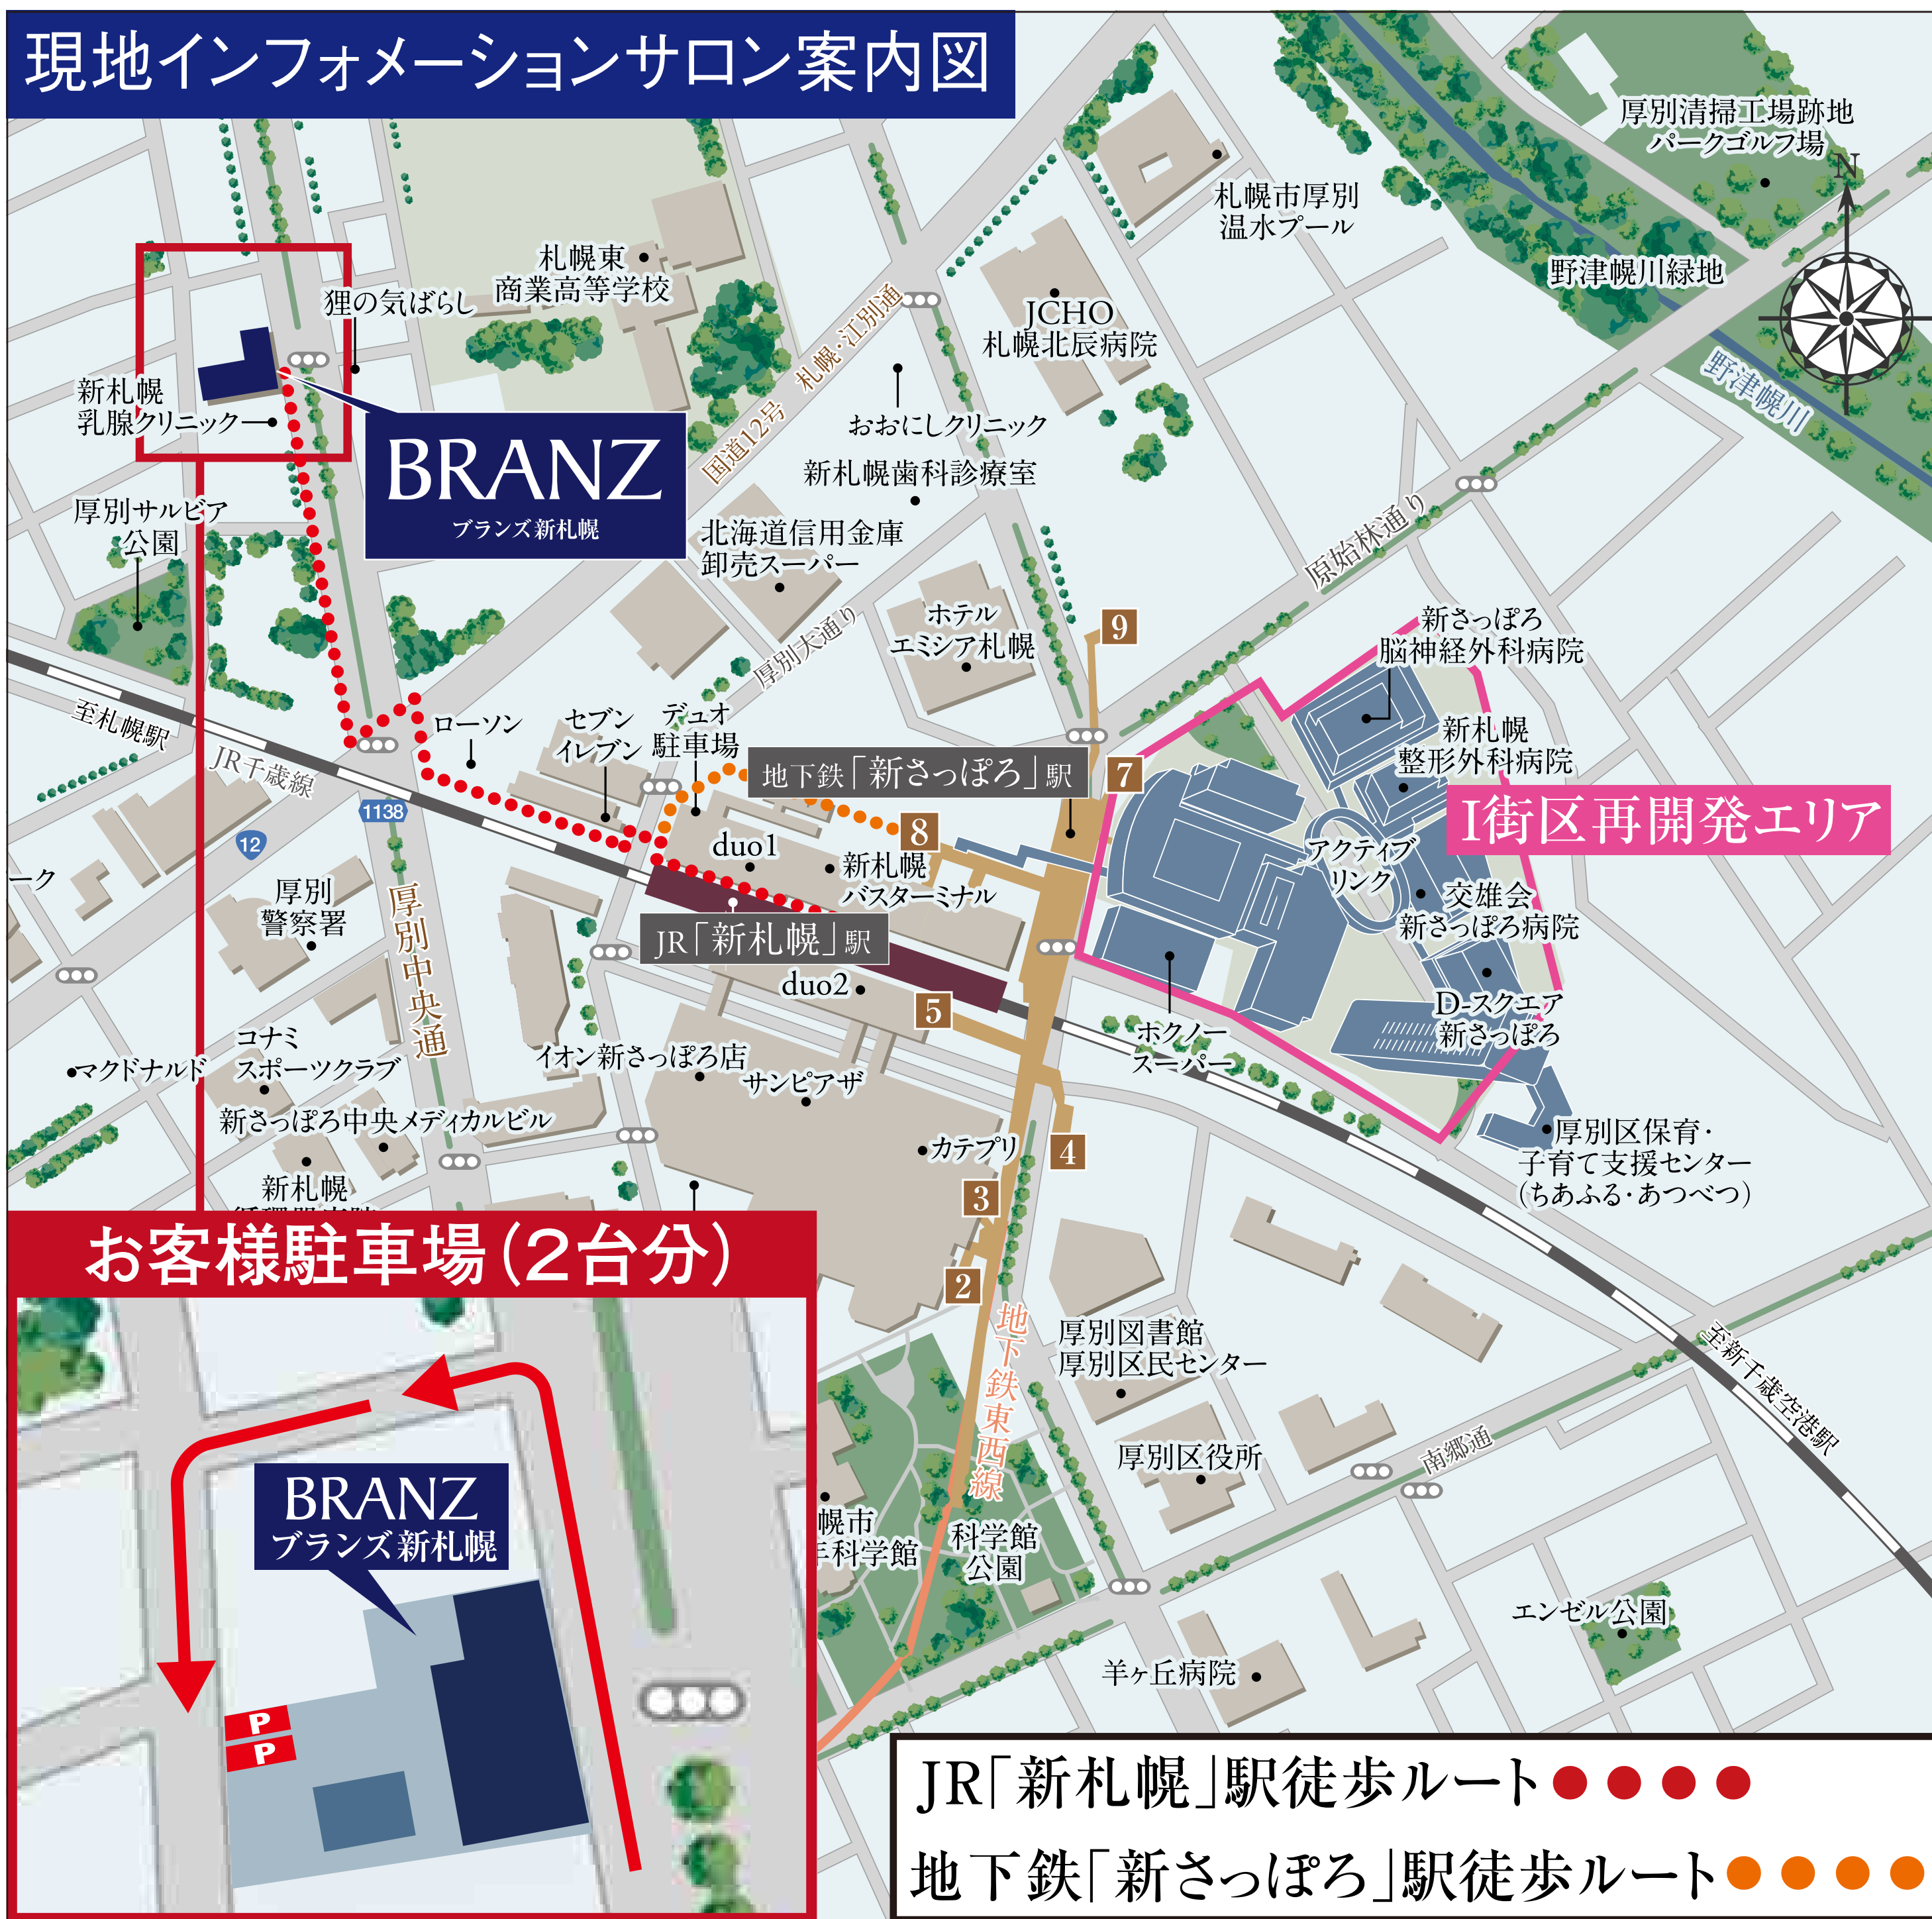 現地インフォメーションサロン案内図
厚別清掃工場跡地
パークゴルフ場
N
札幌市厚別
温水プール
野津幌川緑地
野津幌川
札幌東
商業高等学校
狸の気ばらし
JCHO
札幌北辰病院
国道12号 札幌・江別通
おおにしクリニック
新札幌
乳腺クリニック
BRANZ
ブランズ新札幌
新札幌歯科診療室
北海道信用金庫
卸売スーパー
厚別サルビア
公園
原始林通り
厚別大通り
ホテル
エミシア札幌
9
新さっぽろ
脳神経外科病院
至札幌駅
JR千歳線
ローソン
セブン
イレブン
デュオ
駐車場
地下鉄「新さっぽろ」駅
7
新札幌
整形外科病院
I街区再開発エリア
1138
12
8
duo1
新札幌
バスターミナル
アクティブ
リンク
交雄会
新さっぽろ病院
ーク
厚別
警察署
厚別中央通
JR「新札幌」駅
duo2
5
D-スクエア
新さっぽろ
ホクノー
スーパー
コナミ
スポーツクラブ
マクドナルド
イオン新さっぽろ店
サンピアザ
新さっぽろ中央メディカルビル
カテプリ
4
厚別区保育・
子育て支援センター
(ちあふる・あつべつ)
新札幌
3
2
お客様駐車場(2台分)
BRANZ
ブランズ新札幌
P
P
地下鉄東西線
厚別図書館
厚別区民センター
厚別区役所
南郷通
至新千歳空港駅
幌市
科学館
科学館
公園
エンゼル公園
羊ヶ丘病院
JR「新札幌」駅徒歩ルート
地下鉄「新さっぽろ」駅徒歩ルート